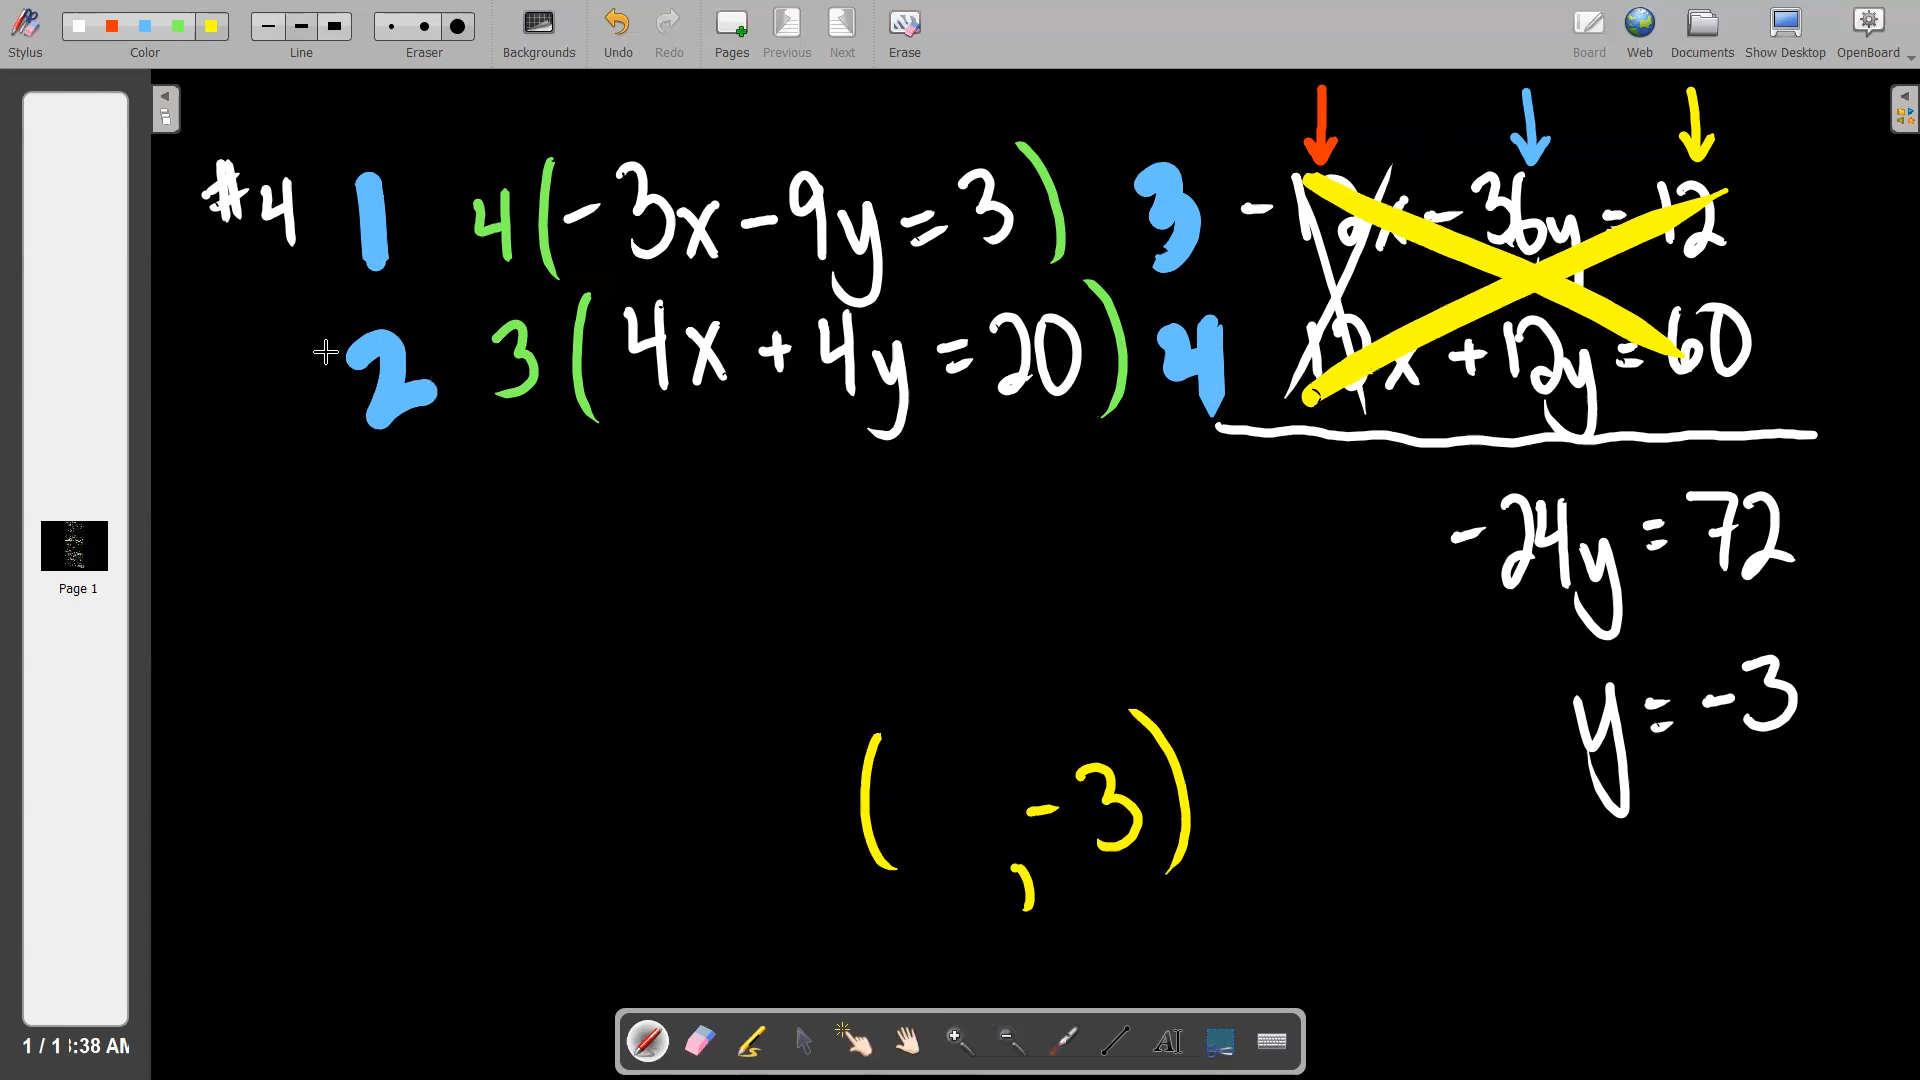 Stylus Color Line Eraser Backgrounds Undo Redo Pages Previous Next Erase Board Web Documents Show Desktop OpenBoard
#4 1 4(-3x-9y=3) 3 -12x-36y=12
2 3(4x+4y=20) 4 12x+12y=60
-24y=72
Page 1
y=-3
( , -3)
1 / 1